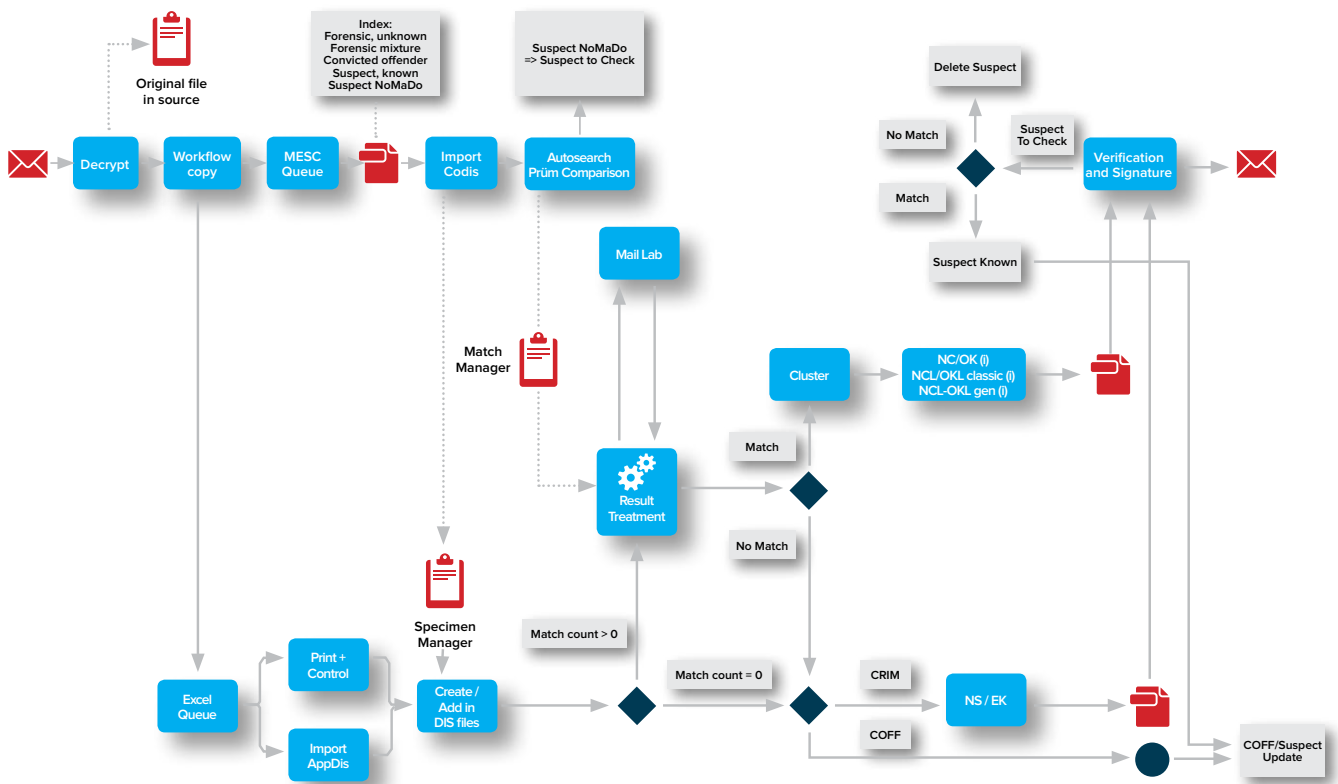 Original file
in source
Index:
Forensic, unknown
Forensic mixture
Convicted offender
Suspect, known
Suspect NoMaDo
Suspect NoMaDo
=> Suspect to Check
Delete Suspect
No Match
Suspect
To Check
Match
Suspect Known
Decrypt
Workflow
copy
MESC
Queue
Import
Codis
Autosearch
Prüm Comparison
Verification
and Signature
Mail Lab
Match
Manager
Cluster
NC/OK (i)
NCL/OKL classic (i)
NCL-OKL gen (i)
Match
Result
Treatment
No Match
Specimen
Manager
Match count > 0
Match count = 0
Print +
Control
Excel
Queue
Import
AppDis
Create /
Add in
DIS files
CRIM
NS / EK
COFF
COFF/Suspect
Update